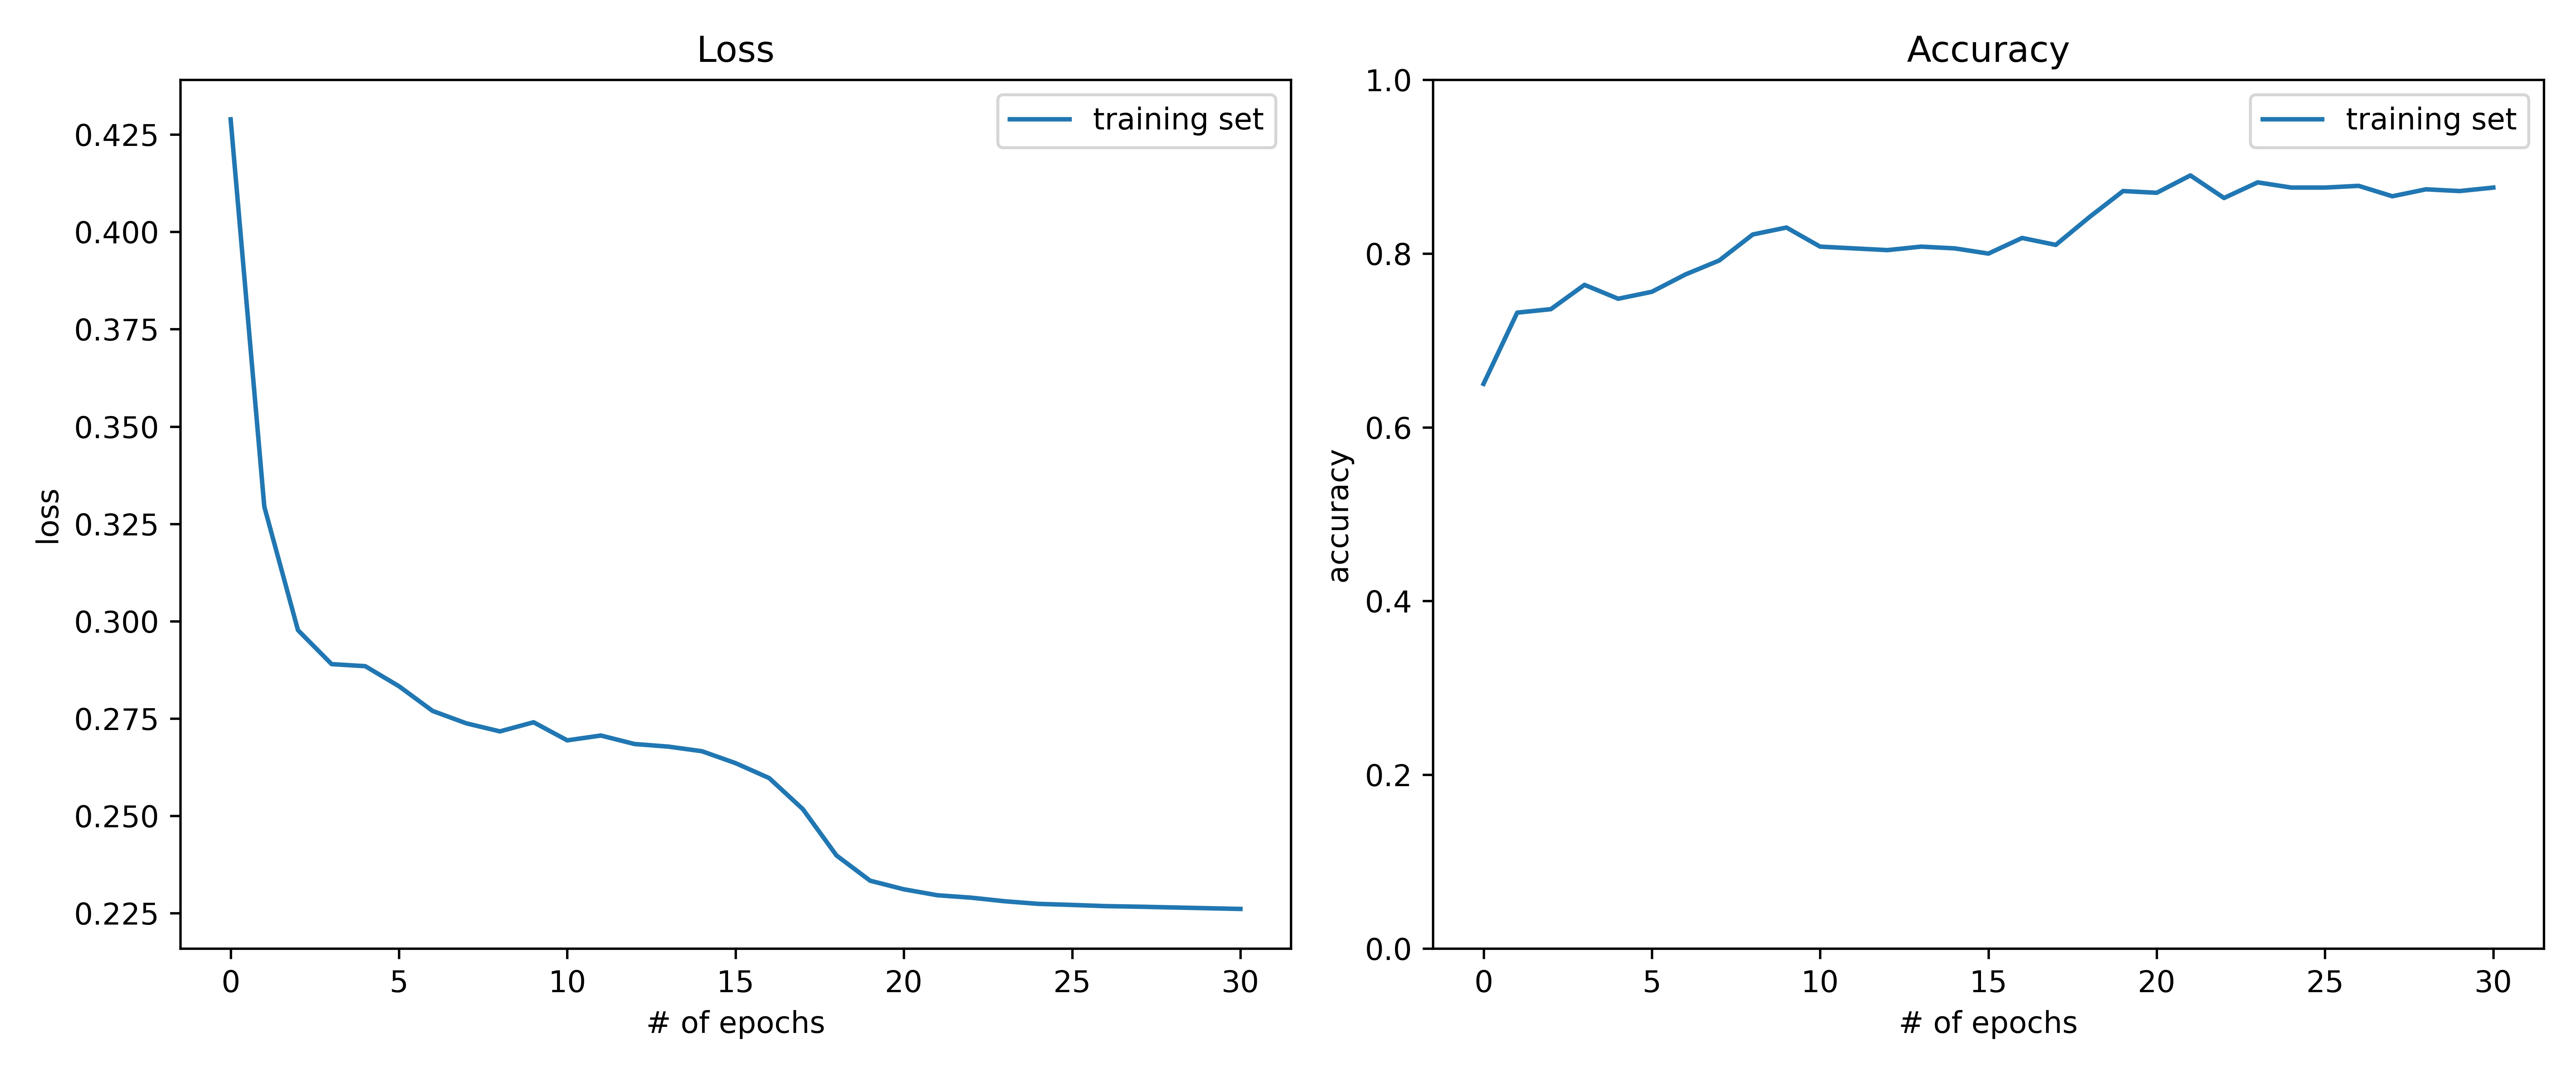 Loss
training set
0.425
0.400
0.375
0.350
0.325
0.300
0.275
0.250
0.225
loss
0 5 10 15 20 25 30
# of epochs
Accuracy
training set
1.0
0.8
0.6
0.4
0.2
0.0
accuracy
0 5 10 15 20 25 30
# of epochs